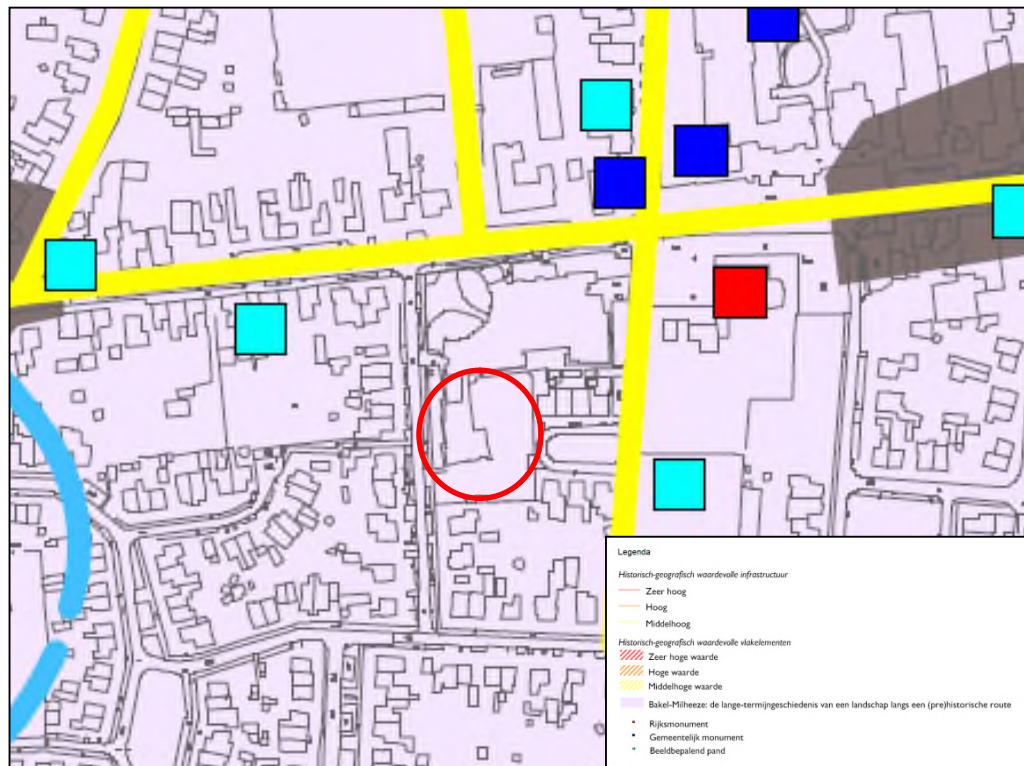 Legenda
Historisch-geografisch waardevolle infrastructuur
Zeer hoog
Hoog
Middelhoog
Historisch-geografisch waardevolle vlakelementen
Zeer hoge waarde
Hoge waarde
Middelhoge waarde
Bakel-Milheeze: de lange-termijngeschiedenis van een landschap langs een (pre)historische route
Rijksmonument
Gemeentelijk monument
Beeldbepalend pand